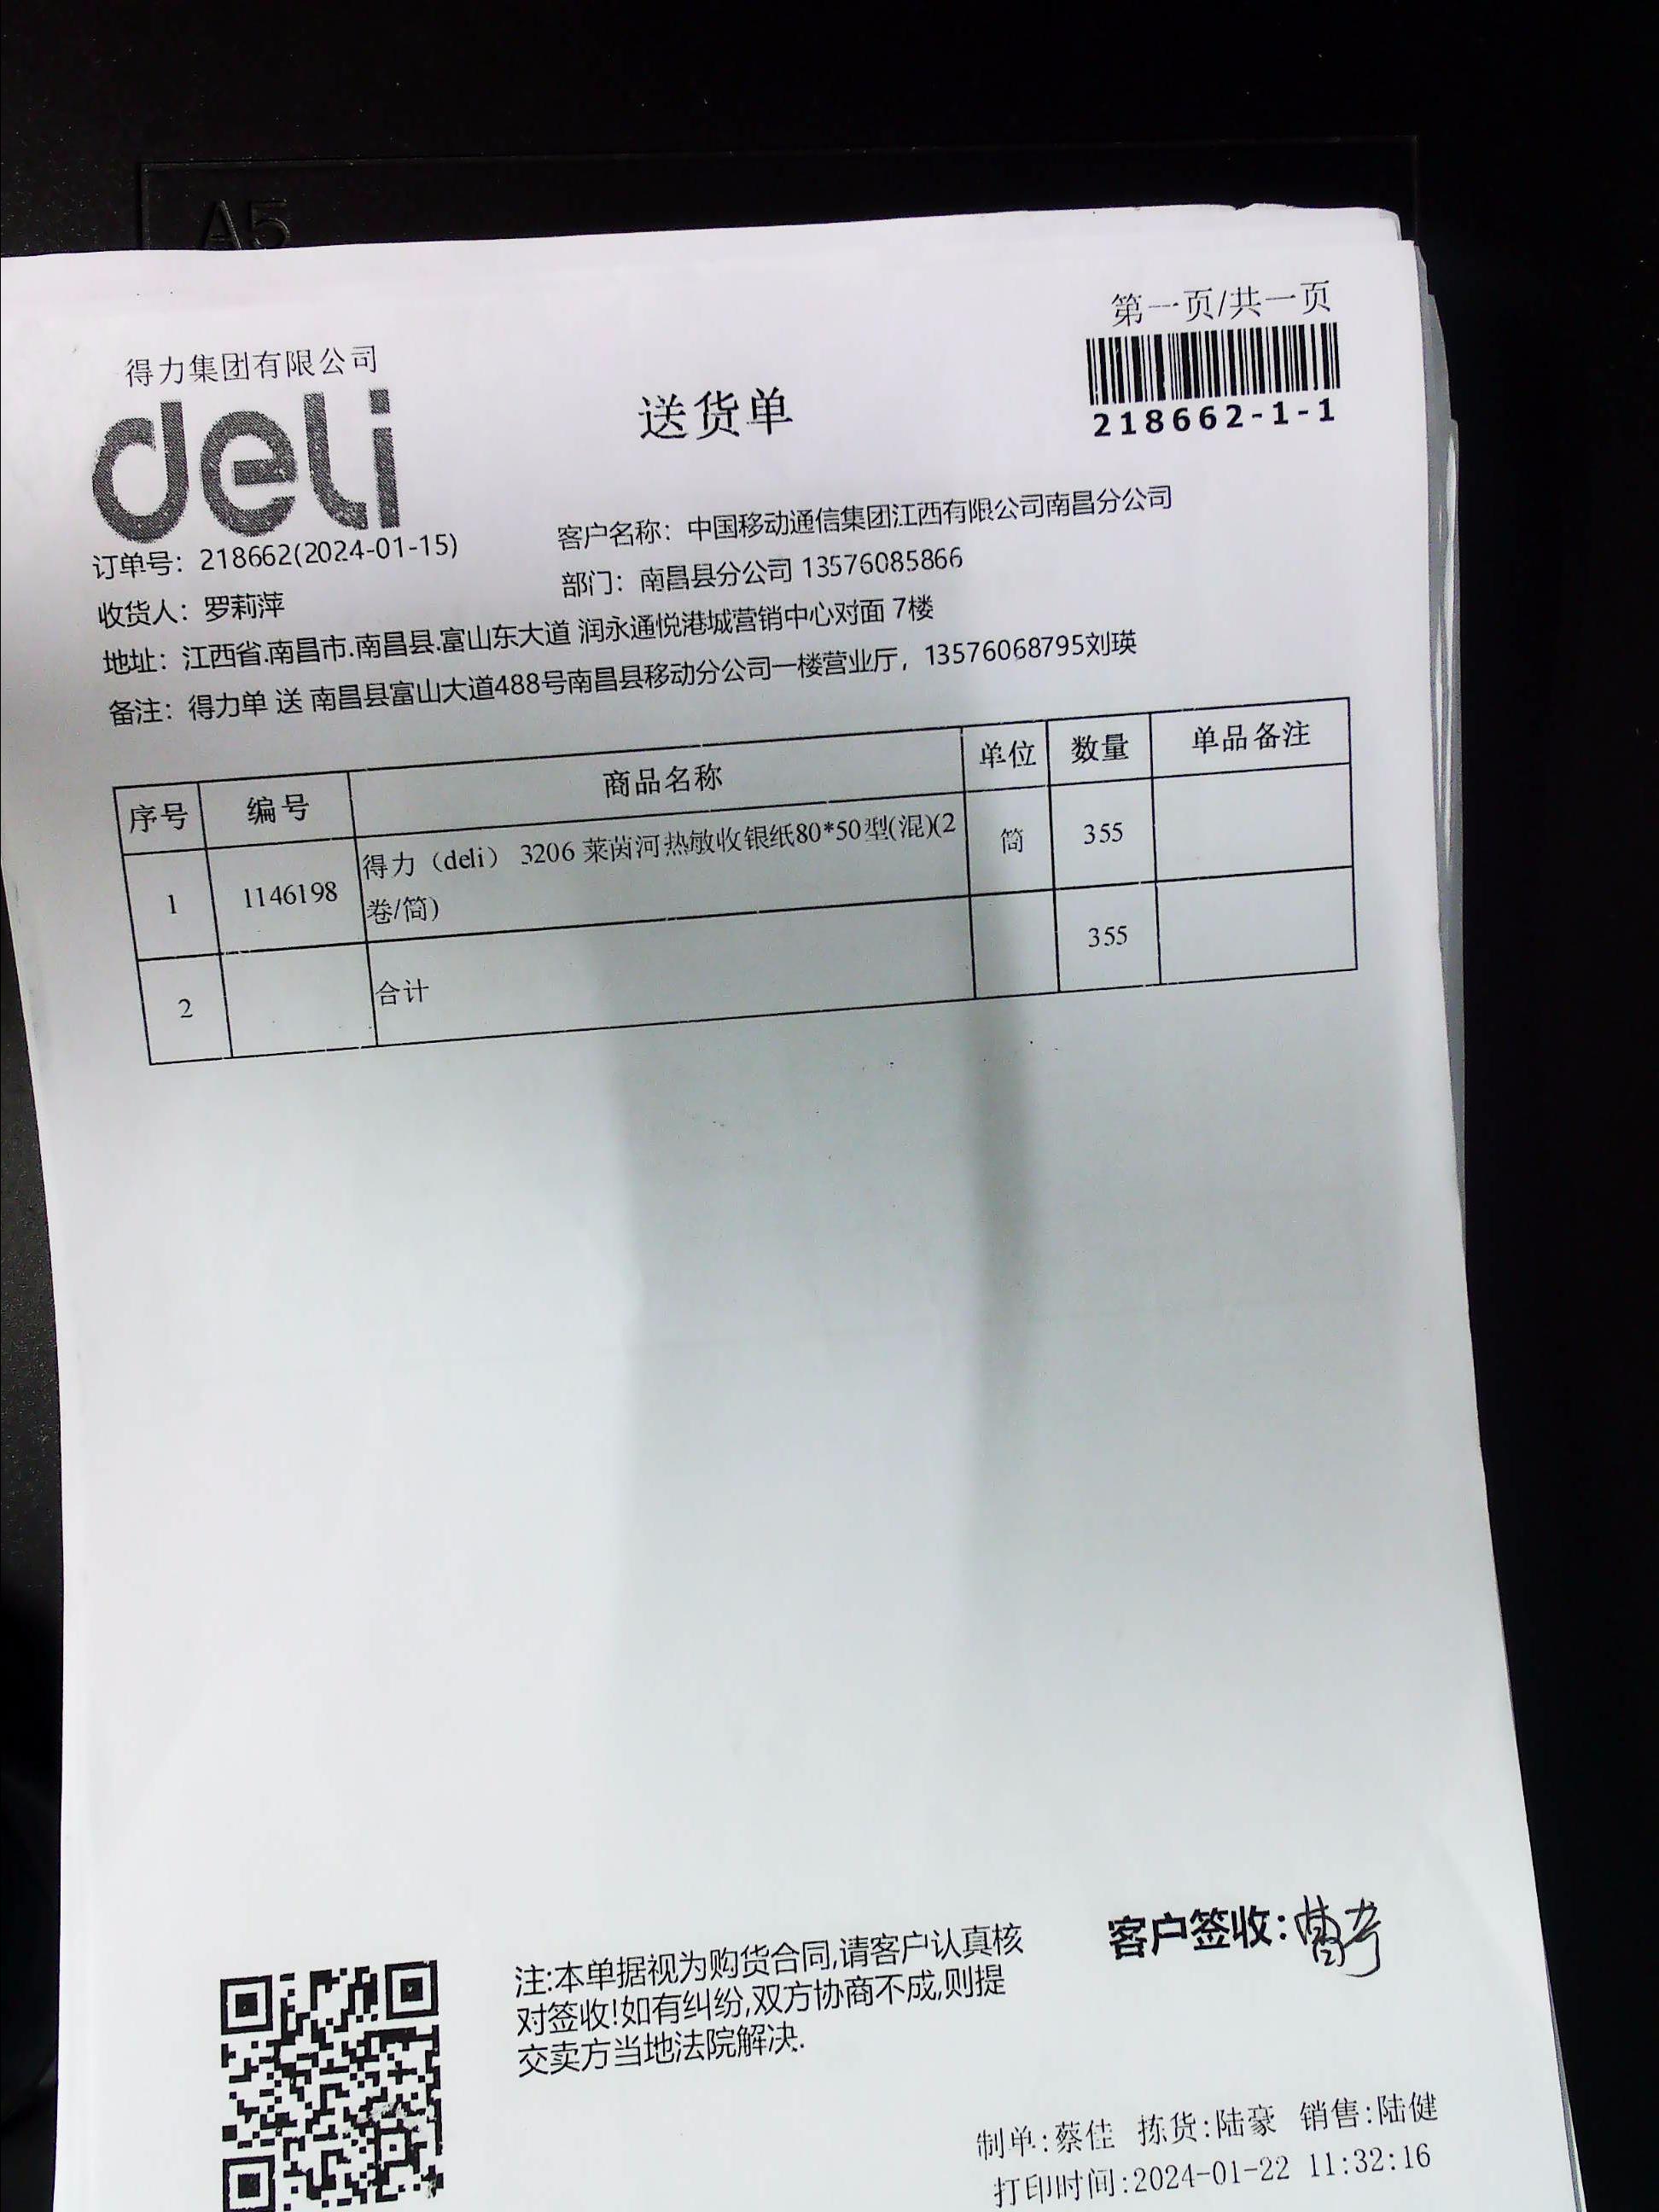 A5
第一页/共一页
得力集团有限公司
deli
送货单
218662-1-1
订单号：218662(2024-01-15)
客户名称：中国移动通信集团江西有限公司南昌分公司
收货人：罗莉萍
部门：南昌县分公司 13576085866
地址：江西省.南昌市.南昌县.富山东大道 润永通悦港城营销中心对面 7楼
备注：得力单 送 南昌县富山大道488号南昌县移动分公司一楼营业厅，13576068795刘瑛
序号 编号 商品名称 单位 数量 单品备注
1 1146198 得力（deli） 3206 莱茵河热敏收银纸80*50型(混)(2 筒 355
卷/筒)
2 合计 355
客户签收:
注:本单据视为购货合同,请客户认真核
对签收!如有纠纷,双方协商不成,则提
交卖方当地法院解决.
制单:蔡佳 拣货:陆豪 销售:陆健
打印时间:2024-01-22 11:32:16